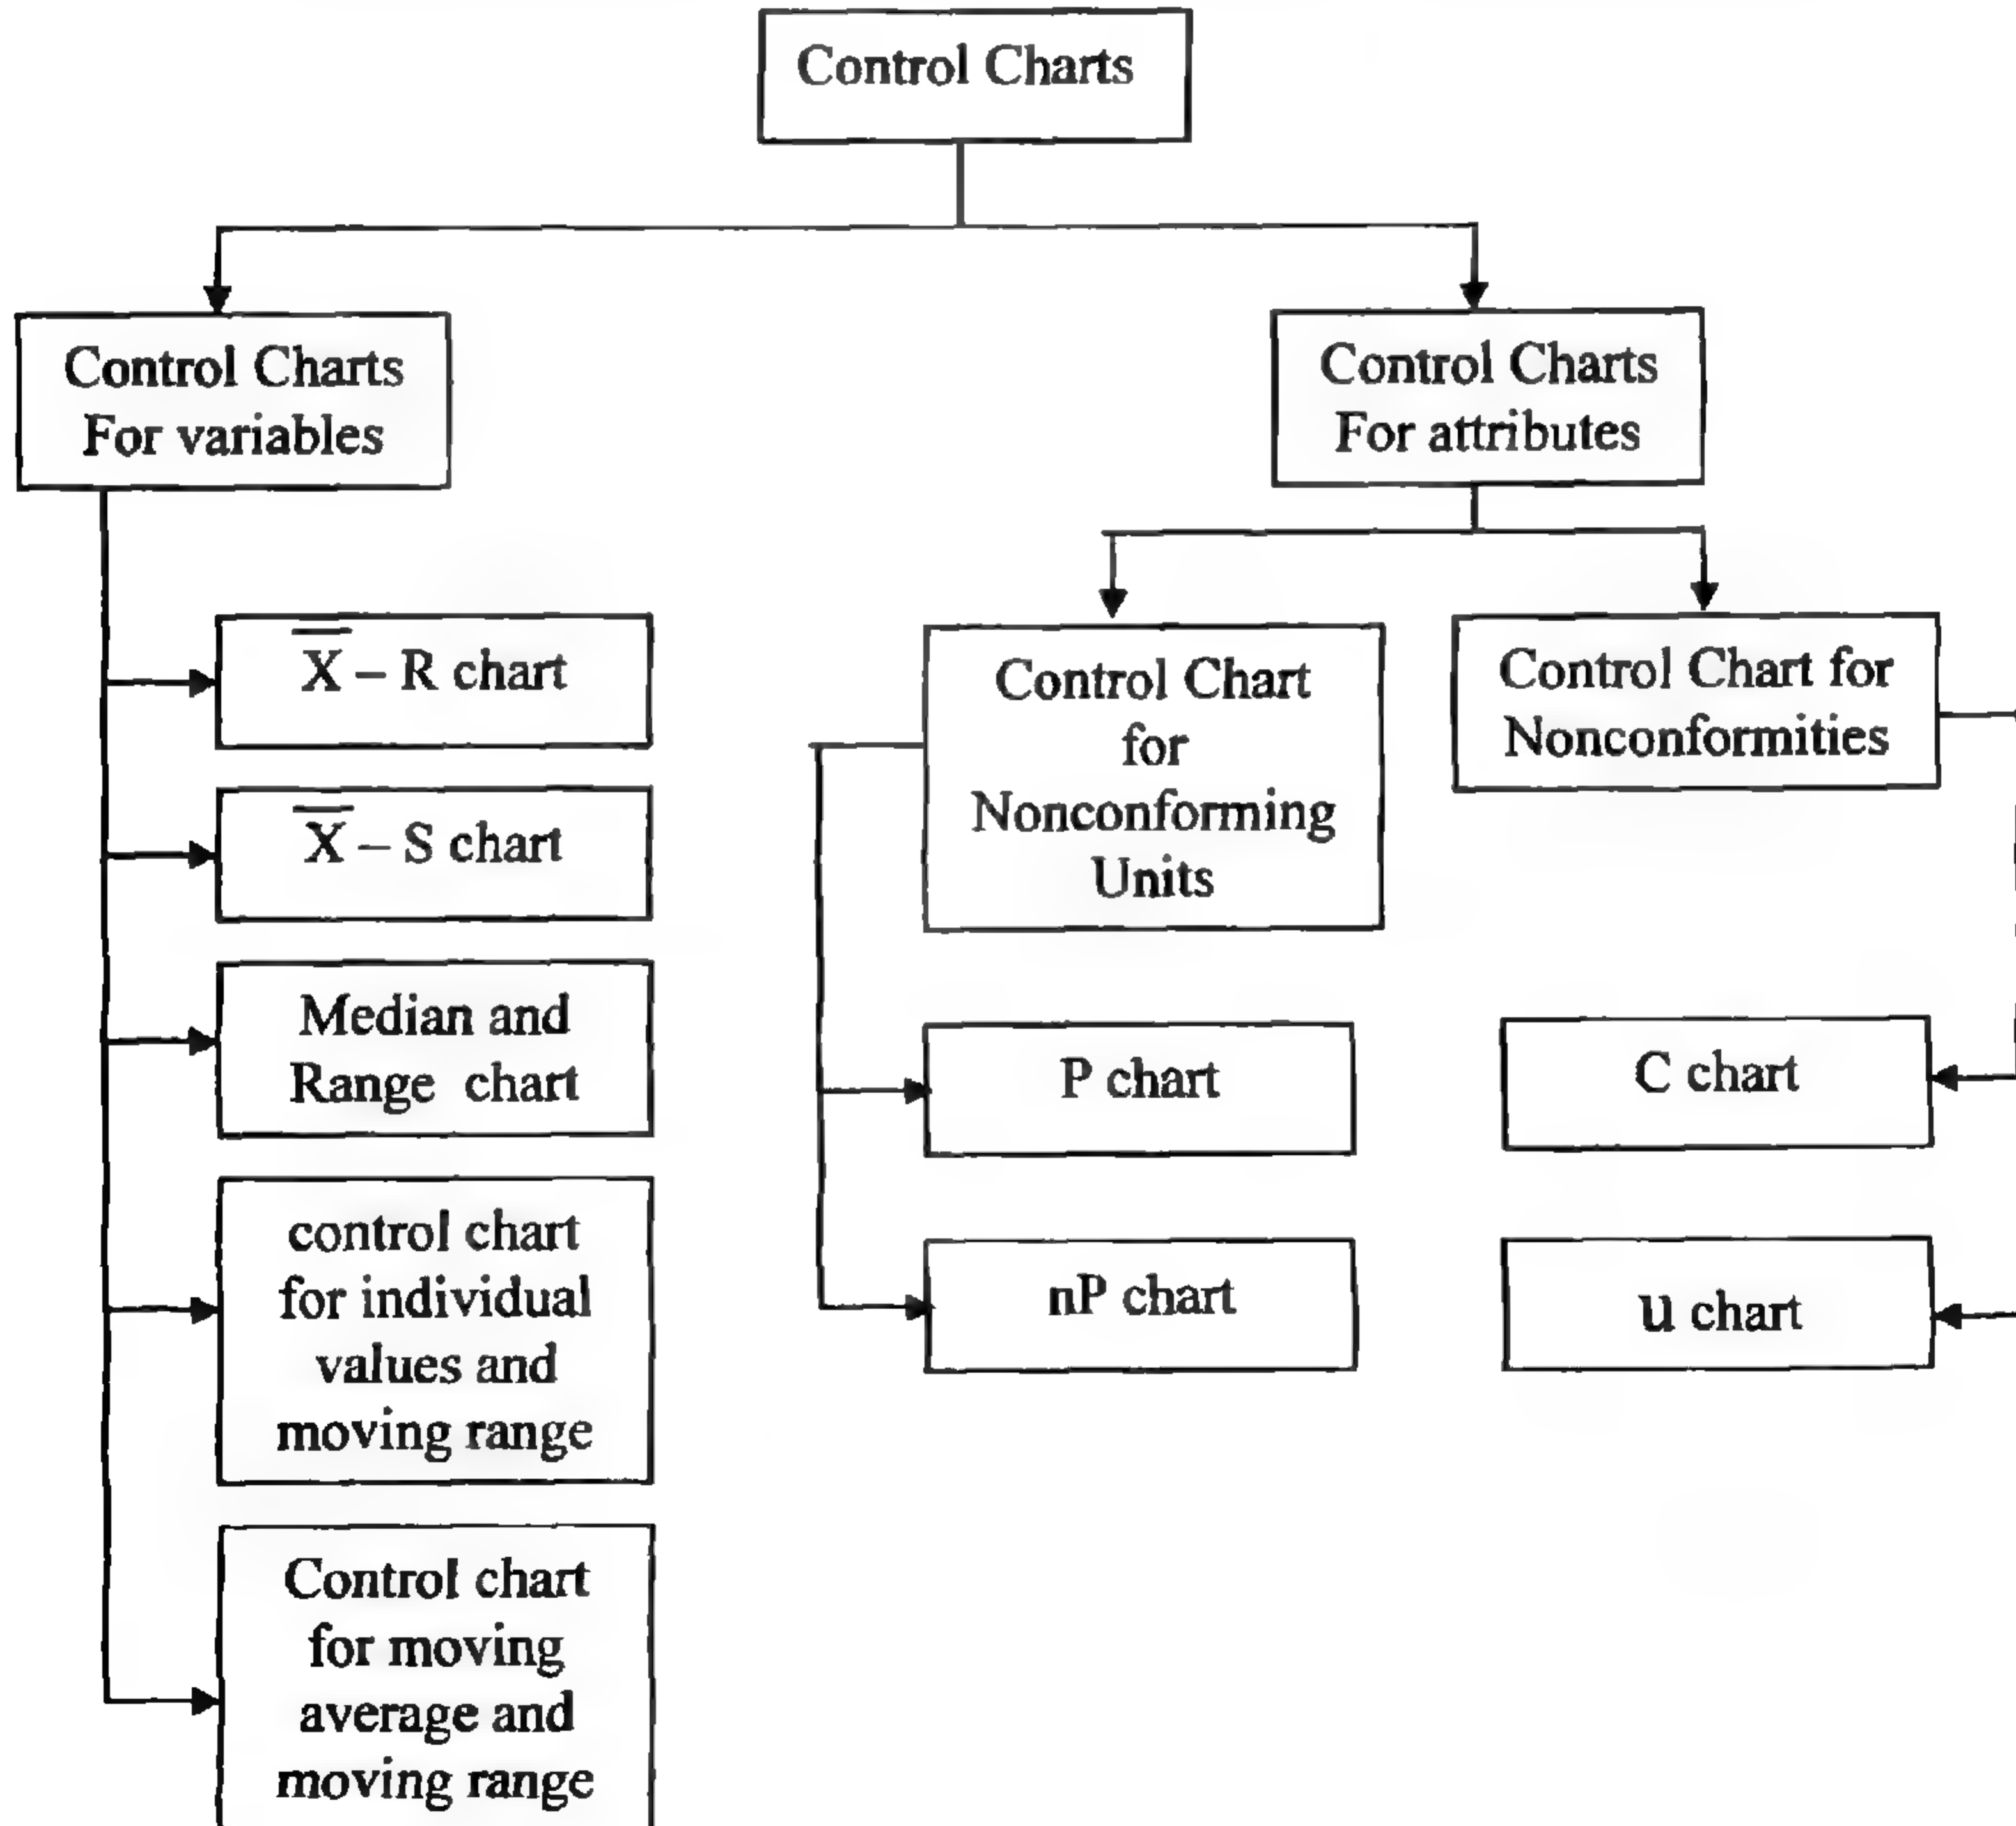 Control Charts
Control Charts
For variables
Control Charts
For attributes
X̅ – R chart
X̅ – S chart
Median and
Range chart
control chart
for individual
values and
moving range
Control chart
for moving
average and
moving range
Control Chart
for
Nonconforming
Units
P chart
nP chart
Control Chart for
Nonconformities
C chart
u chart